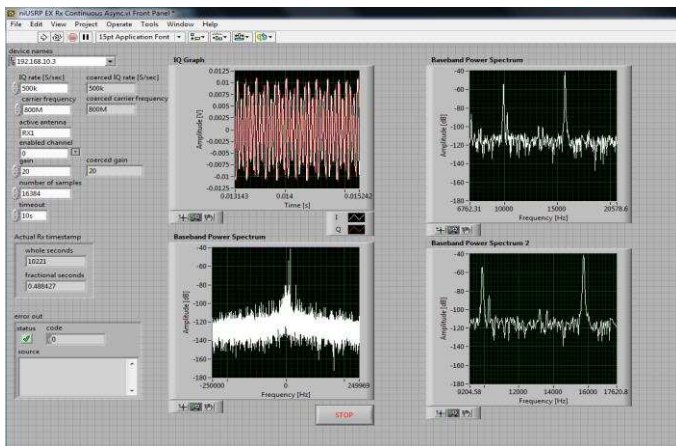 niUSRP EX Rx Continuous Async.vi Front Panel *
File Edit View Project Operate Tools Window Help
15pt Application Font
device names
192.168.10.3
IQ rate [S/sec]
500k
coerced IQ rate [S/sec]
500k
carrier frequency
800M
coerced carrier frequency
800M
active antenna
RX1
enabled channel
0
gain
20
coerced gain
20
number of samples
16384
timeout
10s
Actual Rx timestamp
whole seconds
10221
fractional seconds
0.488427
error out
status
code
0
source
IQ Graph
Amplitude [V]
0.0125
0.01
0.0075
0.005
0.0025
0
-0.0025
-0.005
-0.0075
-0.01
-0.0125
0.013143
0.014
0.015242
Time [s]
I
Q
Baseband Power Spectrum
Amplitude [dB]
-40
-60
-80
-100
-120
-140
-160
-180
-250000
0
249969
Frequency [Hz]
STOP
Baseband Power Spectrum
Amplitude [dB]
-40
-60
-80
-100
-120
-140
-160
-180
6762.31
10000
15000
20578.6
Frequency [Hz]
Baseband Power Spectrum 2
Amplitude [dB]
-40
-60
-80
-100
-120
-140
-160
-180
9204.58
12000
14000
16000
17620.8
Frequency [Hz]